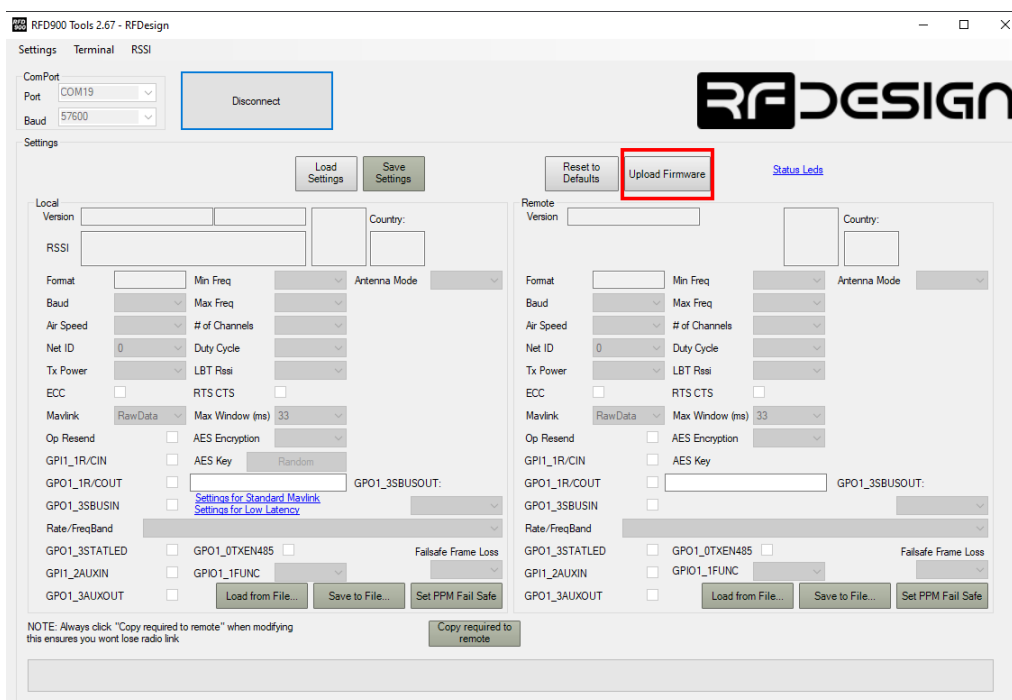 RFD
900
RFD900 Tools 2.67 - RFDesign
Settings Terminal RSSI
ComPort
Port COM19
Baud 57600
Disconnect
RFDESIGN
Settings
Load
Settings
Save
Settings
Reset to
Defaults
Upload Firmware
Status Leds
Local
Version
Country:
RSSI
Format Min Freq Antenna Mode
Baud Max Freq
Air Speed # of Channels
Net ID 0 Duty Cycle
Tx Power LBT Rssi
ECC RTS CTS
Mavlink RawData Max Window (ms) 33
Op Resend AES Encryption
GPI1_1R/CIN AES Key Random
GPO1_1R/COUT GPO1_3SBUSOUT:
GPO1_3SBUSIN
Settings for Standard Mavlink
Settings for Low Latency
Rate/FreqBand
GPO1_3STATLED GPO1_0TXEN485 Failsafe Frame Loss
GPI1_2AUXIN GPIO1_1FUNC
GPO1_3AUXOUT Load from File... Save to File... Set PPM Fail Safe
Remote
Version
Country:
Format Min Freq Antenna Mode
Baud Max Freq
Air Speed # of Channels
Net ID 0 Duty Cycle
Tx Power LBT Rssi
ECC RTS CTS
Mavlink RawData Max Window (ms) 33
Op Resend AES Encryption
GPI1_1R/CIN AES Key
GPO1_1R/COUT GPO1_3SBUSOUT:
GPO1_3SBUSIN
Rate/FreqBand
GPO1_3STATLED GPO1_0TXEN485 Failsafe Frame Loss
GPI1_2AUXIN GPIO1_1FUNC
GPO1_3AUXOUT Load from File... Save to File... Set PPM Fail Safe
NOTE: Always click "Copy required to remote" when modifying
this ensures you wont lose radio link
Copy required to
remote